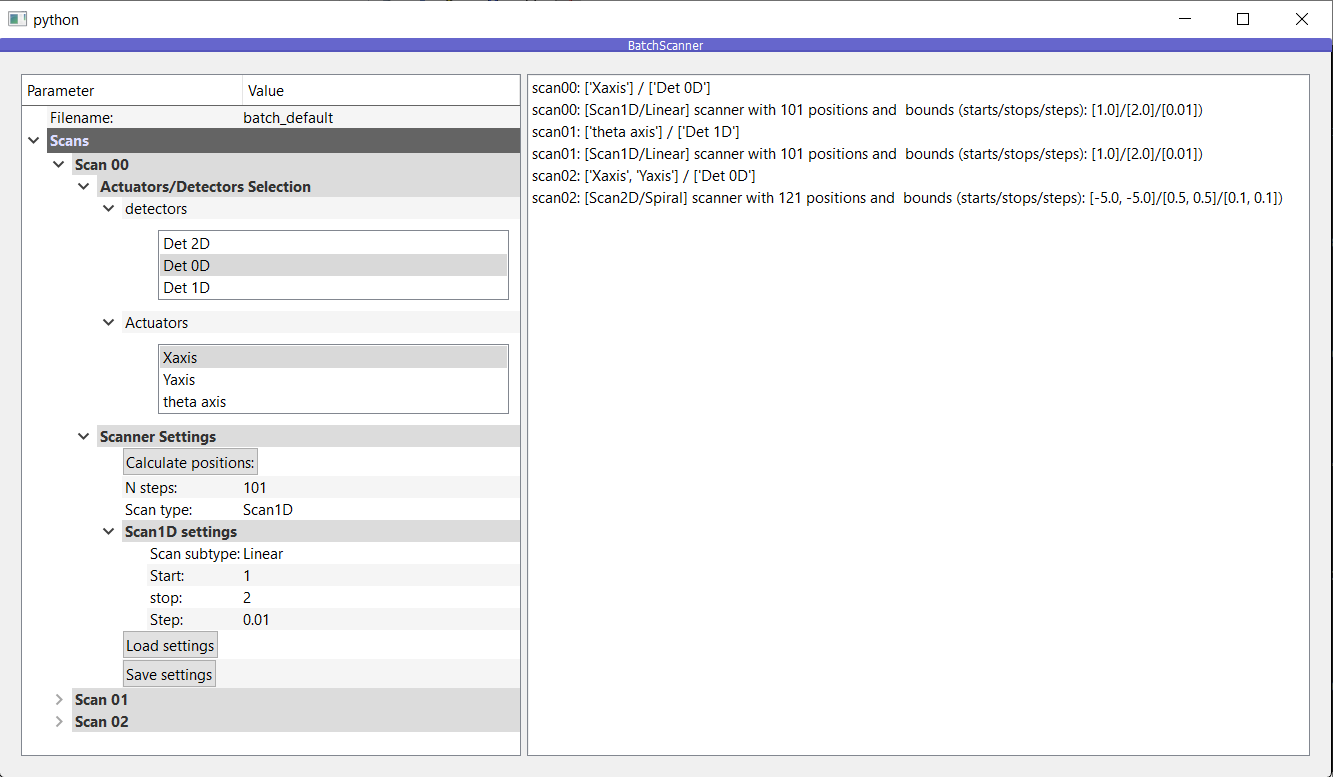 python
BatchScanner
Parameter Value
Filename: batch_default
Scans
Scan 00
Actuators/Detectors Selection
detectors
Det 2D
Det 0D
Det 1D
Actuators
Xaxis
Yaxis
theta axis
Scanner Settings
Calculate positions:
N steps: 101
Scan type: Scan1D
Scan1D settings
Scan subtype: Linear
Start: 1
stop: 2
Step: 0.01
Load settings
Save settings
Scan 01
Scan 02
scan00: ['Xaxis'] / ['Det 0D']
scan00: [Scan1D/Linear] scanner with 101 positions and  bounds (starts/stops/steps): [1.0]/[2.0]/[0.01])
scan01: ['theta axis'] / ['Det 1D']
scan01: [Scan1D/Linear] scanner with 101 positions and  bounds (starts/stops/steps): [1.0]/[2.0]/[0.01])
scan02: ['Xaxis', 'Yaxis'] / ['Det 0D']
scan02: [Scan2D/Spiral] scanner with 121 positions and  bounds (starts/stops/steps): [-5.0, -5.0]/[0.5, 0.5]/[0.1, 0.1])